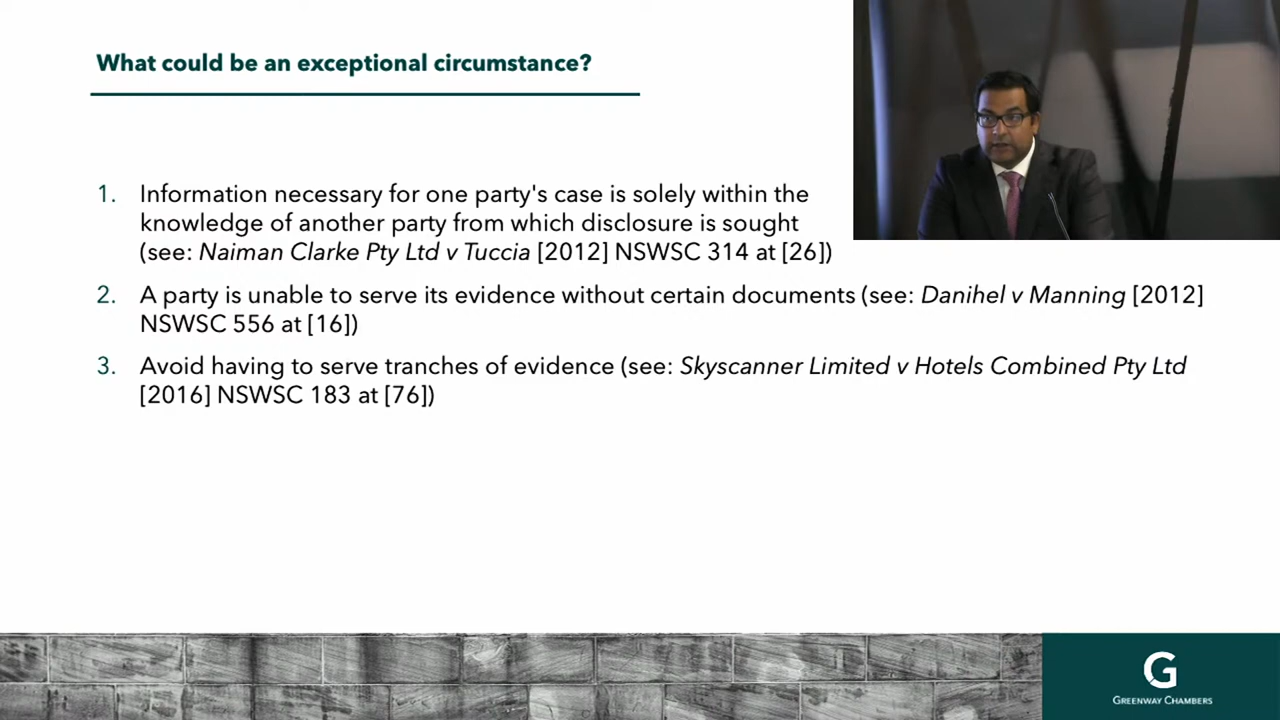 What could be an exceptional circumstance?
1. Information necessary for one party's case is solely within the
knowledge of another party from which disclosure is sought
(see: Naiman Clarke Pty Ltd v Tuccia [2012] NSWSC 314 at [26])
2. A party is unable to serve its evidence without certain documents (see: Danihel v Manning [2012]
NSWSC 556 at [16])
3. Avoid having to serve tranches of evidence (see: Skyscanner Limited v Hotels Combined Pty Ltd
[2016] NSWSC 183 at [76])
G
GREENWAY CHAMBERS